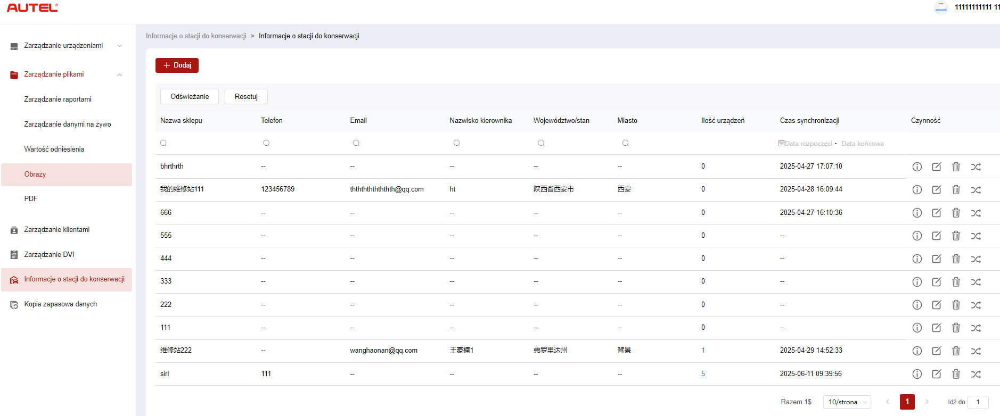 AUTEL
11111111111 11
Zarządzanie urządzeniami
Zarządzanie plikami
Zarządzanie raportami
Zarządzanie danymi na żywo
Wartość odniesienia
Obrazy
PDF
Zarządzanie klientami
Zarządzanie DVI
Informacje o stacji do konserwacji
Kopia zapasowa danych
Informacje o stacji do konserwacji > Informacje o stacji do konserwacji
+ Dodaj
Odświeżanie Resetuj
Nazwa sklepu Telefon Email Nazwisko kierownika Województwo/stan Miasto Ilość urządzeń Czas synchronizacji Czynność
Data rozpoczęci - Data końcowa
bhrthrth -- -- -- -- -- 0 2025-04-27 17:07:10
我的维修站111 123456789 thththththththth@qq.com ht 陕西省西安市 西安 0 2025-04-28 16:09:44
666 -- -- -- -- -- 0 2025-04-27 16:10:36
555 -- -- -- -- -- 0 --
444 -- -- -- -- -- 0 --
333 -- -- -- -- -- 0 --
222 -- -- -- -- -- 0 --
111 -- -- -- -- -- 0 --
维修站222 -- wanghaonan@qq.com 王豪楠1 弗罗里达州 背景 1 2025-04-29 14:52:33
siri 111 -- -- -- -- 5 2025-06-11 09:39:56
Razem 1$ 10/strona < 1 > Idź do 1